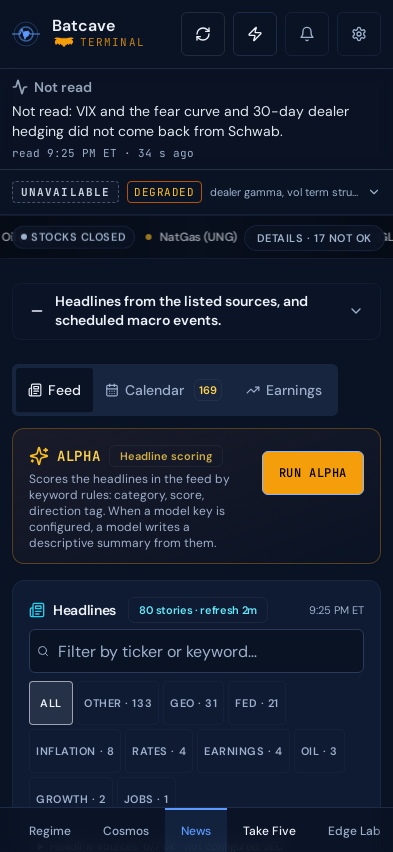 Batcave
TERMINAL
Not read
Not read: VIX and the fear curve and 30-day dealer
hedging did not come back from Schwab.
read 9:25 PM ET · 34 s ago
UNAVAILABLE
DEGRADED
dealer gamma, vol term stru…
STOCKS CLOSED
NatGas (UNG)
DETAILS · 17 NOT OK
Headlines from the listed sources, and
scheduled macro events.
Feed
Calendar 169
Earnings
ALPHA
Headline scoring
Scores the headlines in the feed by
keyword rules: category, score,
direction tag. When a model key is
configured, a model writes a
descriptive summary from them.
RUN ALPHA
Headlines
80 stories · refresh 2m
9:25 PM ET
Filter by ticker or keyword...
ALL
OTHER · 133
GEO · 31
FED · 21
INFLATION · 8
RATES · 4
EARNINGS · 4
OIL · 3
GROWTH · 2
JOBS · 1
Regime
Cosmos
News
Take Five
Edge Lab